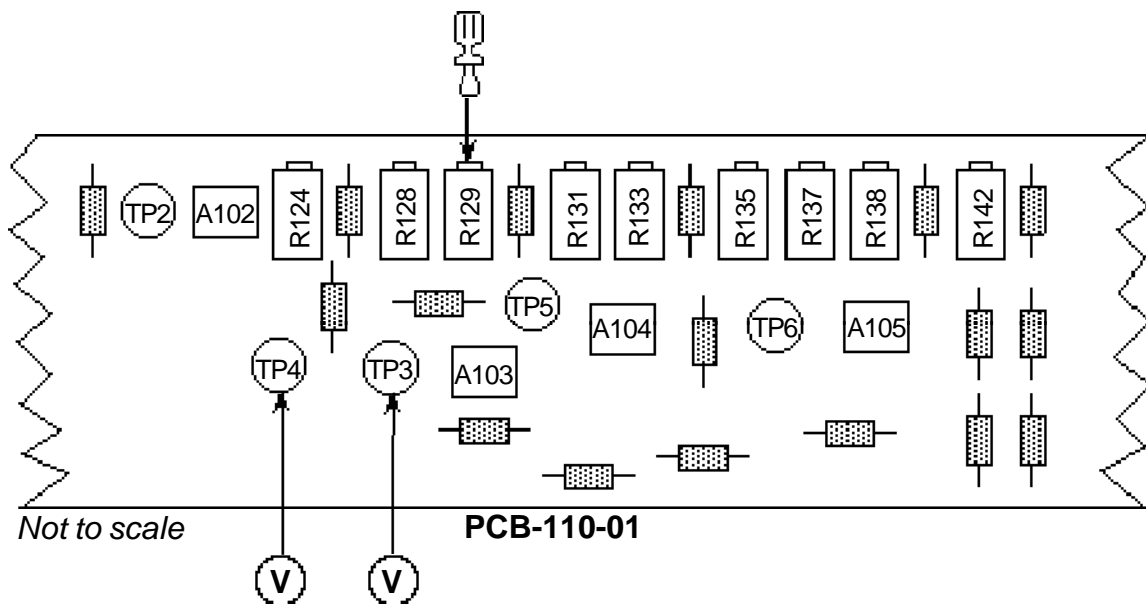 TP2 A102 R124 R128 R129 R131 R133 R135 R137 R138 R142
TP5 A104 TP6 A105
TP4 TP3 A103
Not to scale PCB-110-01
V V